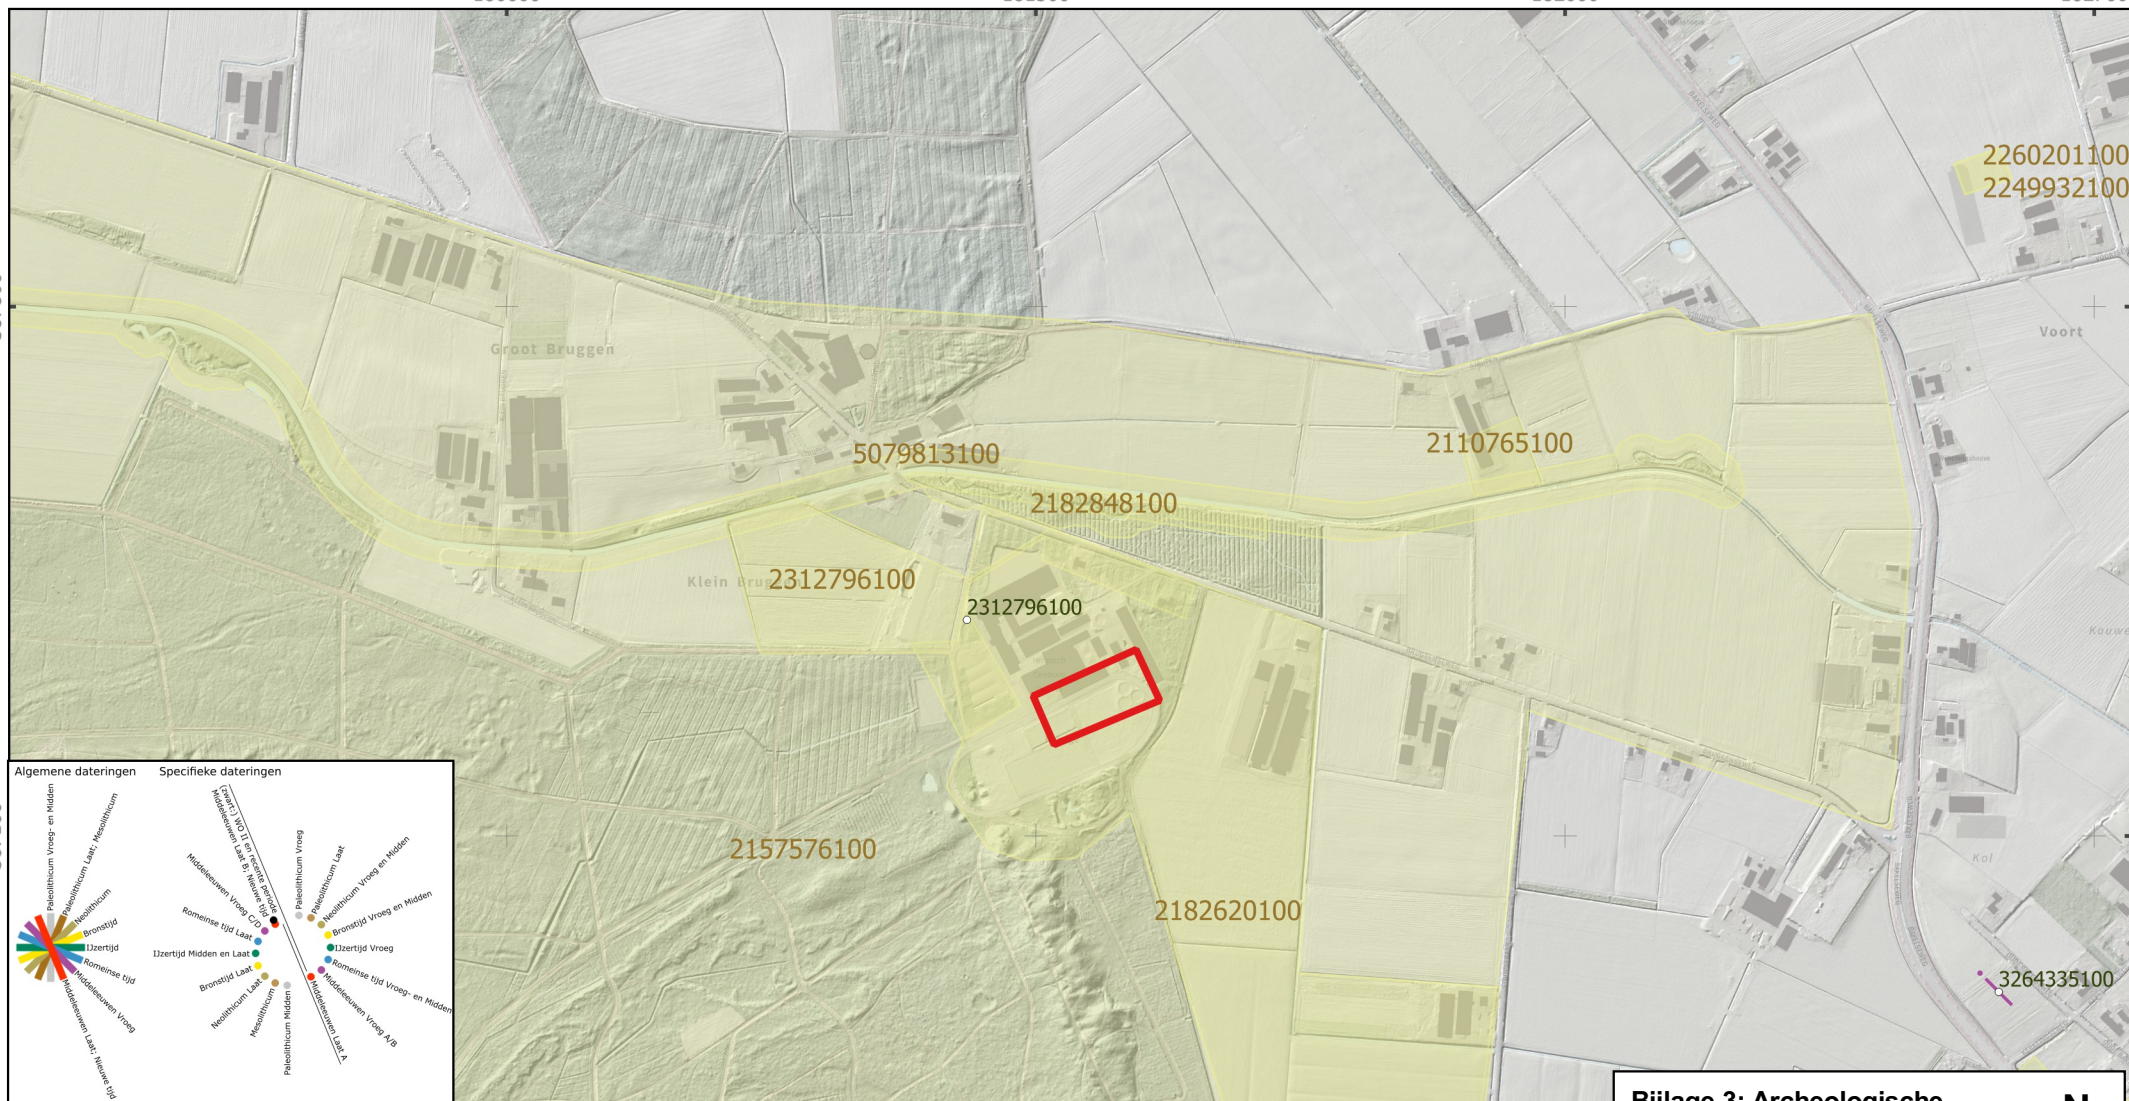 2260201100
2249932100
Voort
Groot Bruggen
5079813100
2110765100
2182848100
2312796100
2312796100
2157576100
2182620100
Kol
3264335100
Algemene dateringen
Specifieke dateringen
Paleolithicum Vroeg- en Midden
Paleolithicum Laat; Mesolithicum
Neolithicum
Bronstijd
IJzertijd
Romeinse tijd
Middeleeuwen Vroeg
Middeleeuwen Laat; Nieuwe tijd
(zwart:) WO II en recente periode
Middeleeuwen Laat B; Nieuwe tijd
Middeleeuwen Vroeg C/D
Romeinse tijd Laat
IJzertijd Midden en Laat
Bronstijd Laat
Neolithicum Laat
Mesolithicum
Paleolithicum Midden
Paleolithicum Vroeg
Paleolithicum Laat
Neolithicum Vroeg en Midden
Bronstijd Vroeg en Midden
IJzertijd Vroeg
Romeinse tijd Vroeg- en Midden
Middeleeuwen Vroeg A/B
Middeleeuwen Laat A
Bijlage 3: Archeologische
N